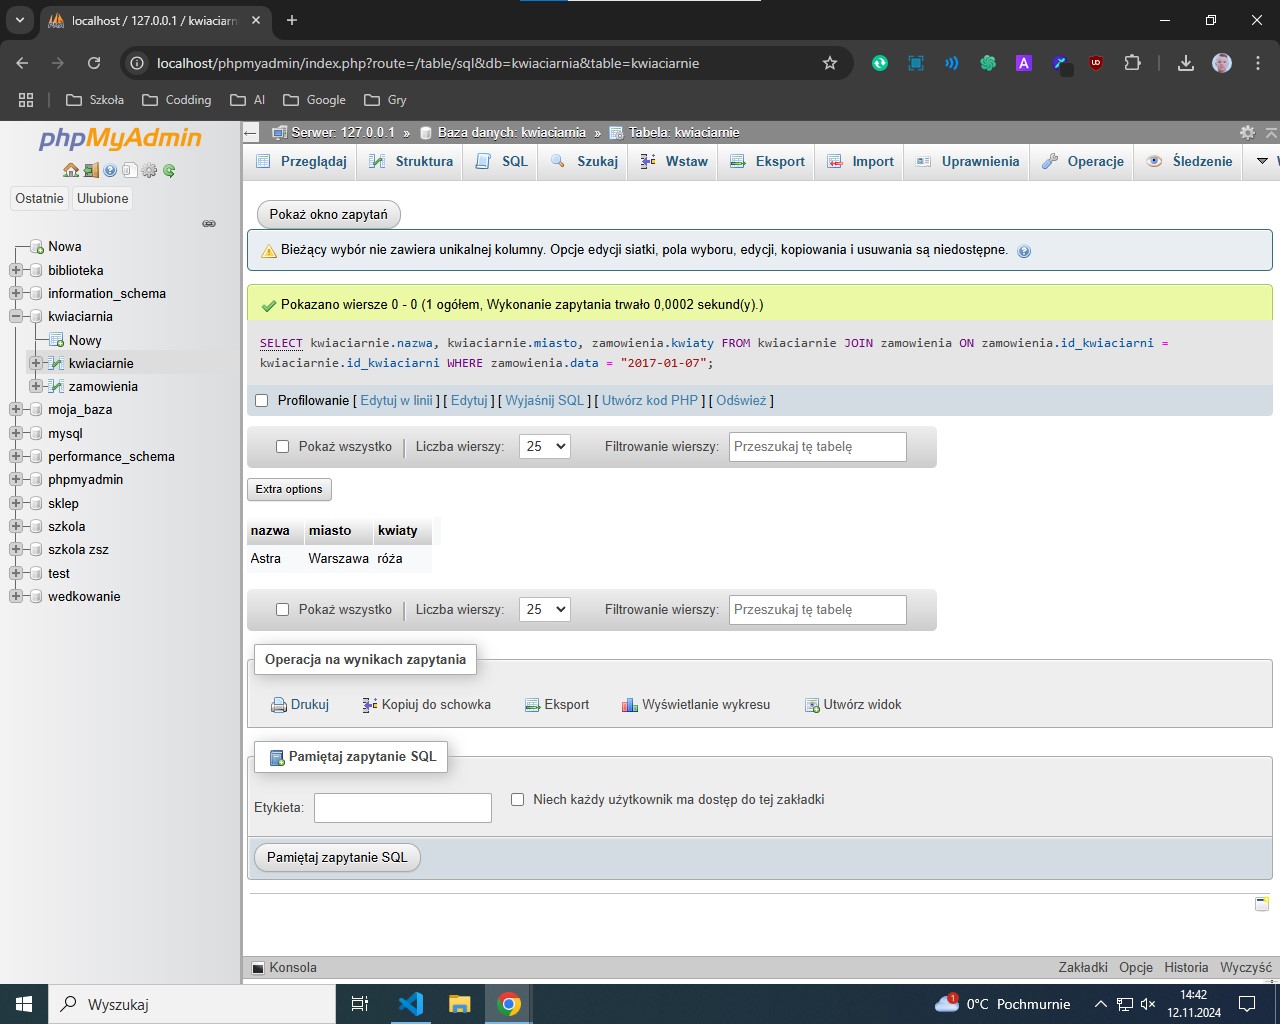 localhost / 127.0.0.1 / kwiaciarni
localhost/phpmyadmin/index.php?route=/table/sql&db=kwiaciarnia&table=kwiaciarnie
Szkoła Codding AI Google Gry
phpMyAdmin
Ostatnie Ulubione
Nowa
biblioteka
information_schema
kwiaciarnia
Nowy
kwiaciarnie
zamowienia
moja_baza
mysql
performance_schema
phpmyadmin
sklep
szkola
szkola zsz
test
wedkowanie
Serwer: 127.0.0.1 » Baza danych: kwiaciarnia » Tabela: kwiaciarnie
Przeglądaj Struktura SQL Szukaj Wstaw Eksport Import Uprawnienia Operacje Śledzenie
Pokaż okno zapytań
Bieżący wybór nie zawiera unikalnej kolumny. Opcje edycji siatki, pola wyboru, edycji, kopiowania i usuwania są niedostępne.
Pokazano wiersze 0 - 0 (1 ogółem, Wykonanie zapytania trwało 0,0002 sekund(y).)
SELECT kwiaciarnie.nazwa, kwiaciarnie.miasto, zamowienia.kwiaty FROM kwiaciarnie JOIN zamowienia ON zamowienia.id_kwiaciarni =
kwiaciarnie.id_kwiaciarni WHERE zamowienia.data = "2017-01-07";
Profilowanie [ Edytuj w linii ] [ Edytuj ] [ Wyjaśnij SQL ] [ Utwórz kod PHP ] [ Odśwież ]
Pokaż wszystko Liczba wierszy: 25 Filtrowanie wierszy: Przeszukaj tę tabelę
Extra options
nazwa miasto kwiaty
Astra Warszawa róża
Pokaż wszystko Liczba wierszy: 25 Filtrowanie wierszy: Przeszukaj tę tabelę
Operacja na wynikach zapytania
Drukuj Kopiuj do schowka Eksport Wyświetlanie wykresu Utwórz widok
Pamiętaj zapytanie SQL
Etykieta: Niech każdy użytkownik ma dostęp do tej zakładki
Pamiętaj zapytanie SQL
Konsola Zakładki Opcje Historia Wyczyść
Wyszukaj 1 0°C Pochmurnie 14:42
12.11.2024